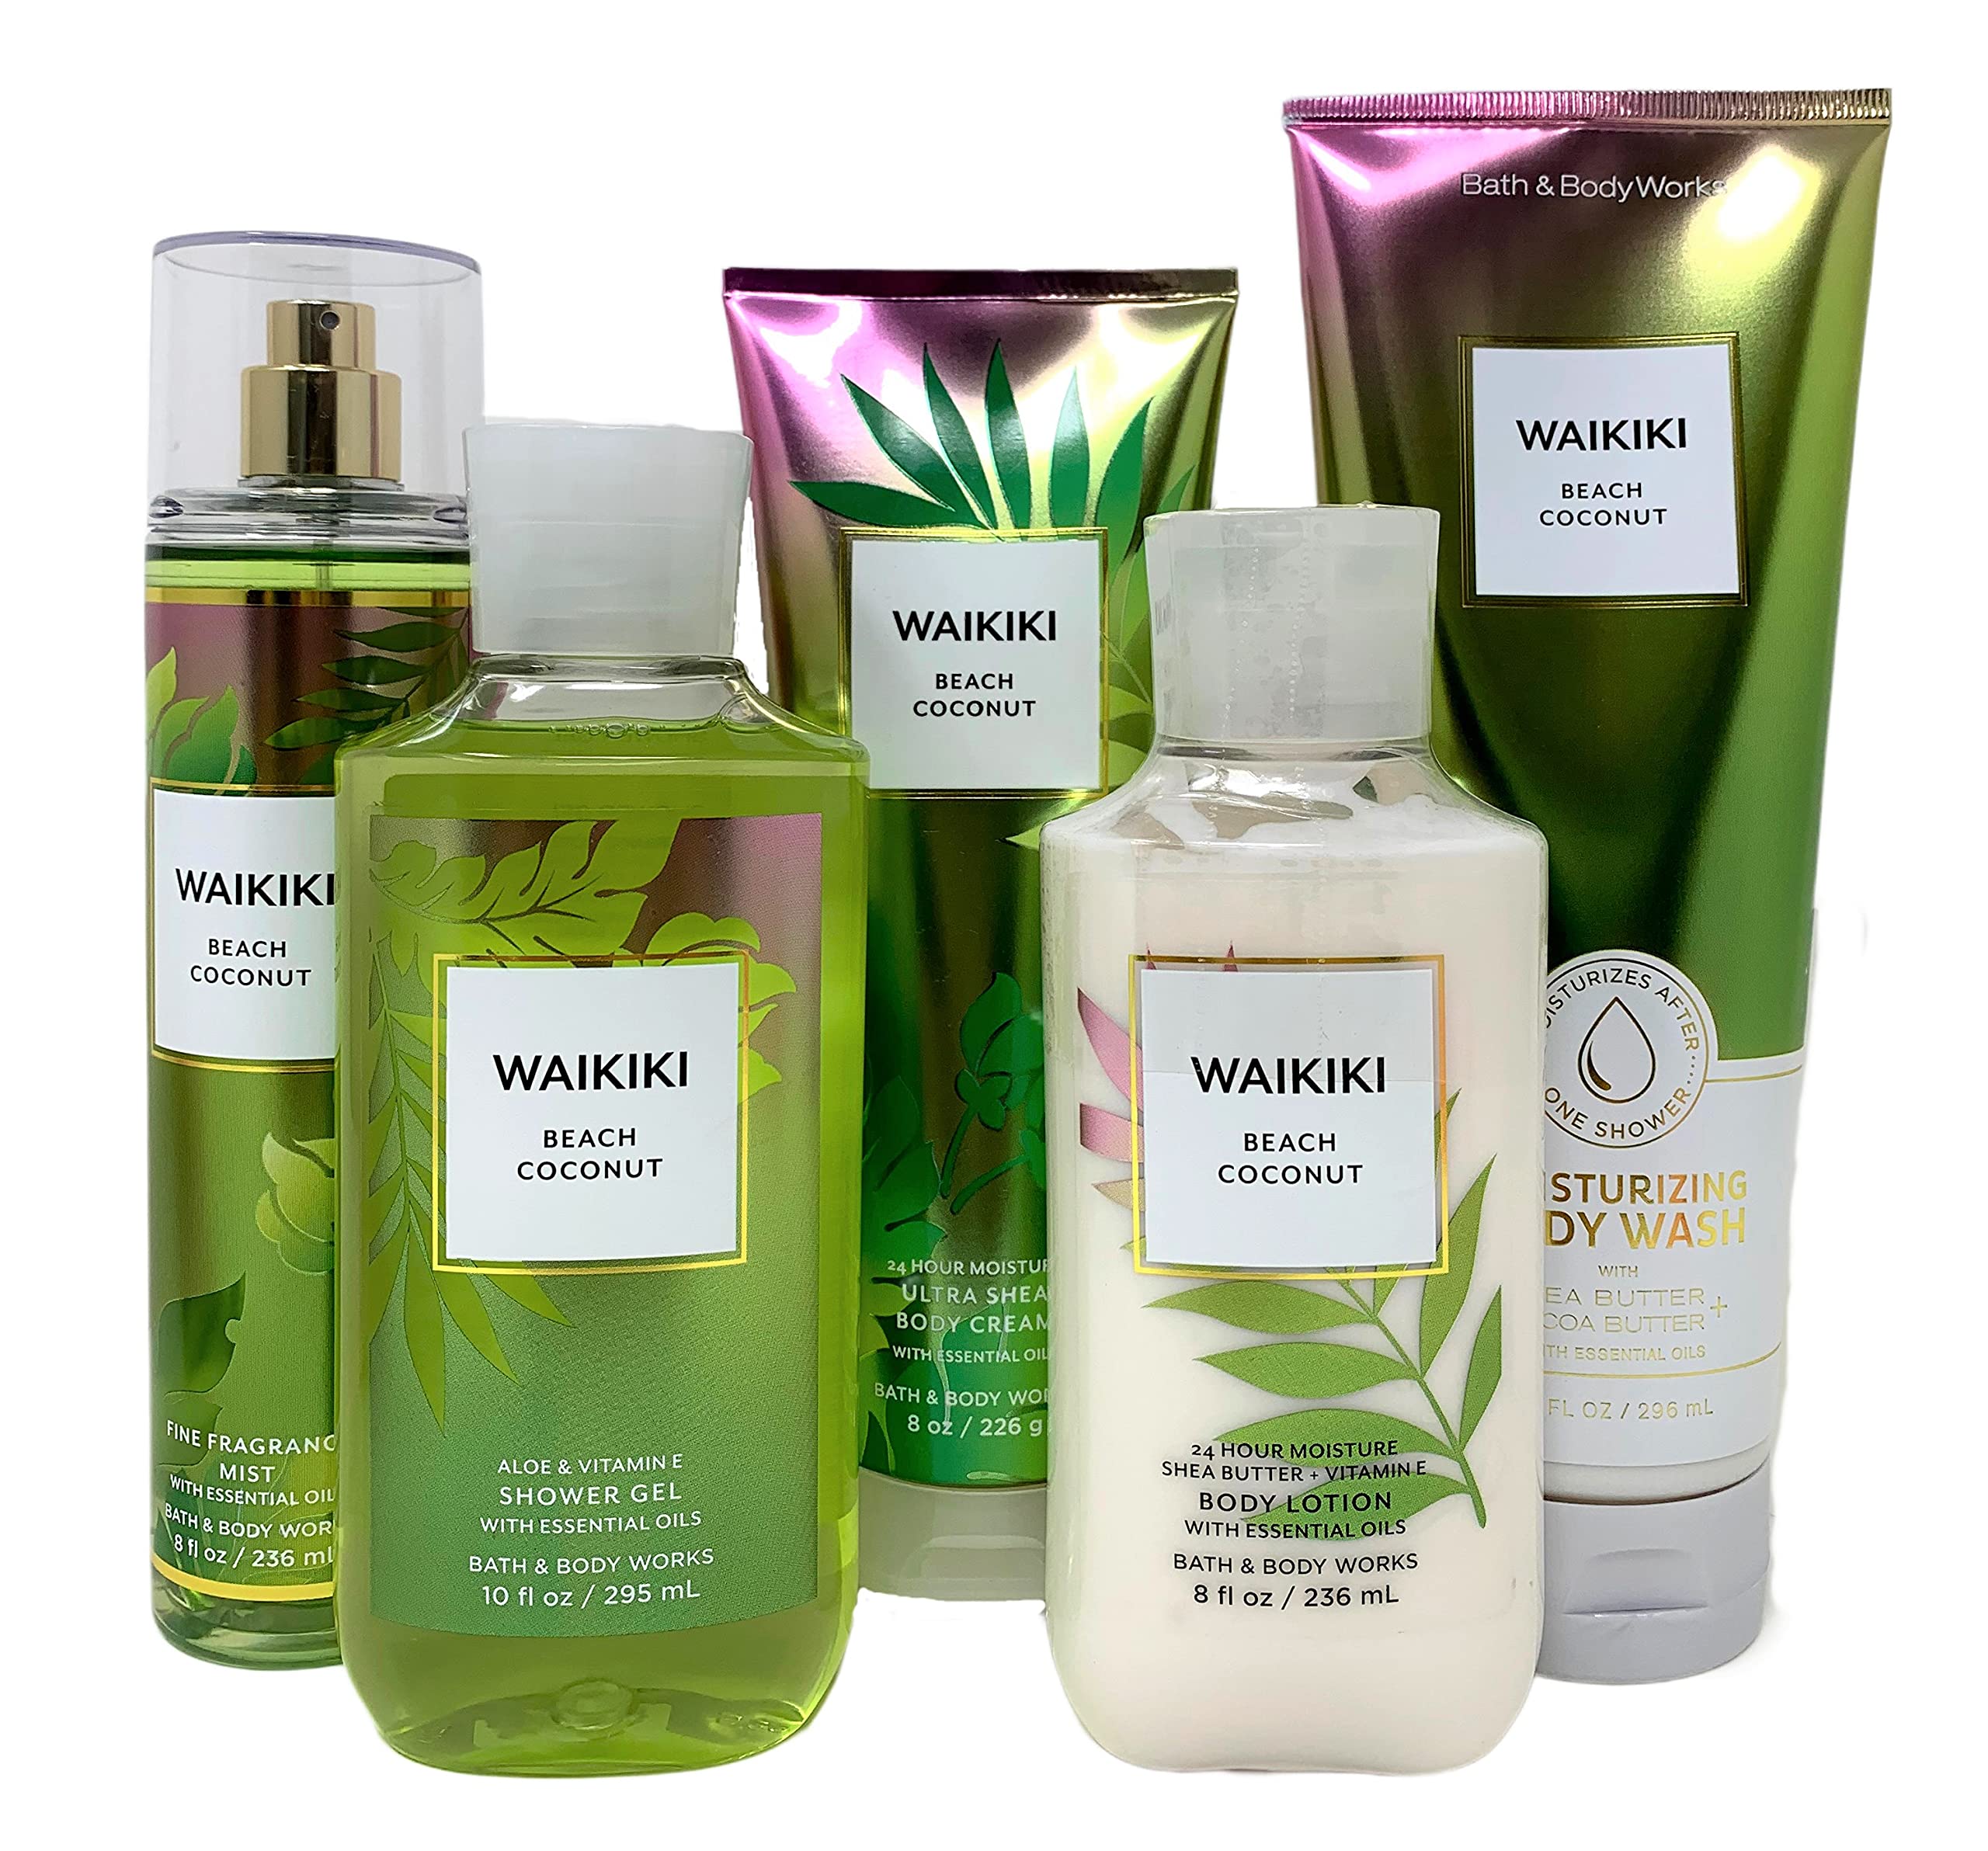 WAIKIKI
BEACH
COCONUT
FINE FRAGRANC
MIST
WITH ESSENTIAL OIL
BATH & BODY WOR
8 fl oz / 236 mL
WAIKIKI
BEACH
COCONUT
ALOE & VITAMIN E
SHOWER GEL
WITH ESSENTIAL OILS
BATH & BODY WORKS
10 fl oz / 295 mL
WAIKIKI
BEACH
COCONUT
24 HOUR MOISTUR
ULTRA SHEA
BODY CREAM
WITH ESSENTIAL OIL
BATH & BODY WOR
8 oz / 226 g
WAIKIKI
BEACH
COCONUT
24 HOUR MOISTURE
SHEA BUTTER + VITAMIN E
BODY LOTION
WITH ESSENTIAL OILS
BATH & BODY WORKS
8 fl oz / 236 mL
Bath & Body Works
WAIKIKI
BEACH
COCONUT
OISTURIZES AFTER
ONE SHOWER
STURIZING
DY WASH
WITH
EA BUTTER +
COA BUTTER
TH ESSENTIAL OILS
FL OZ / 296 mL